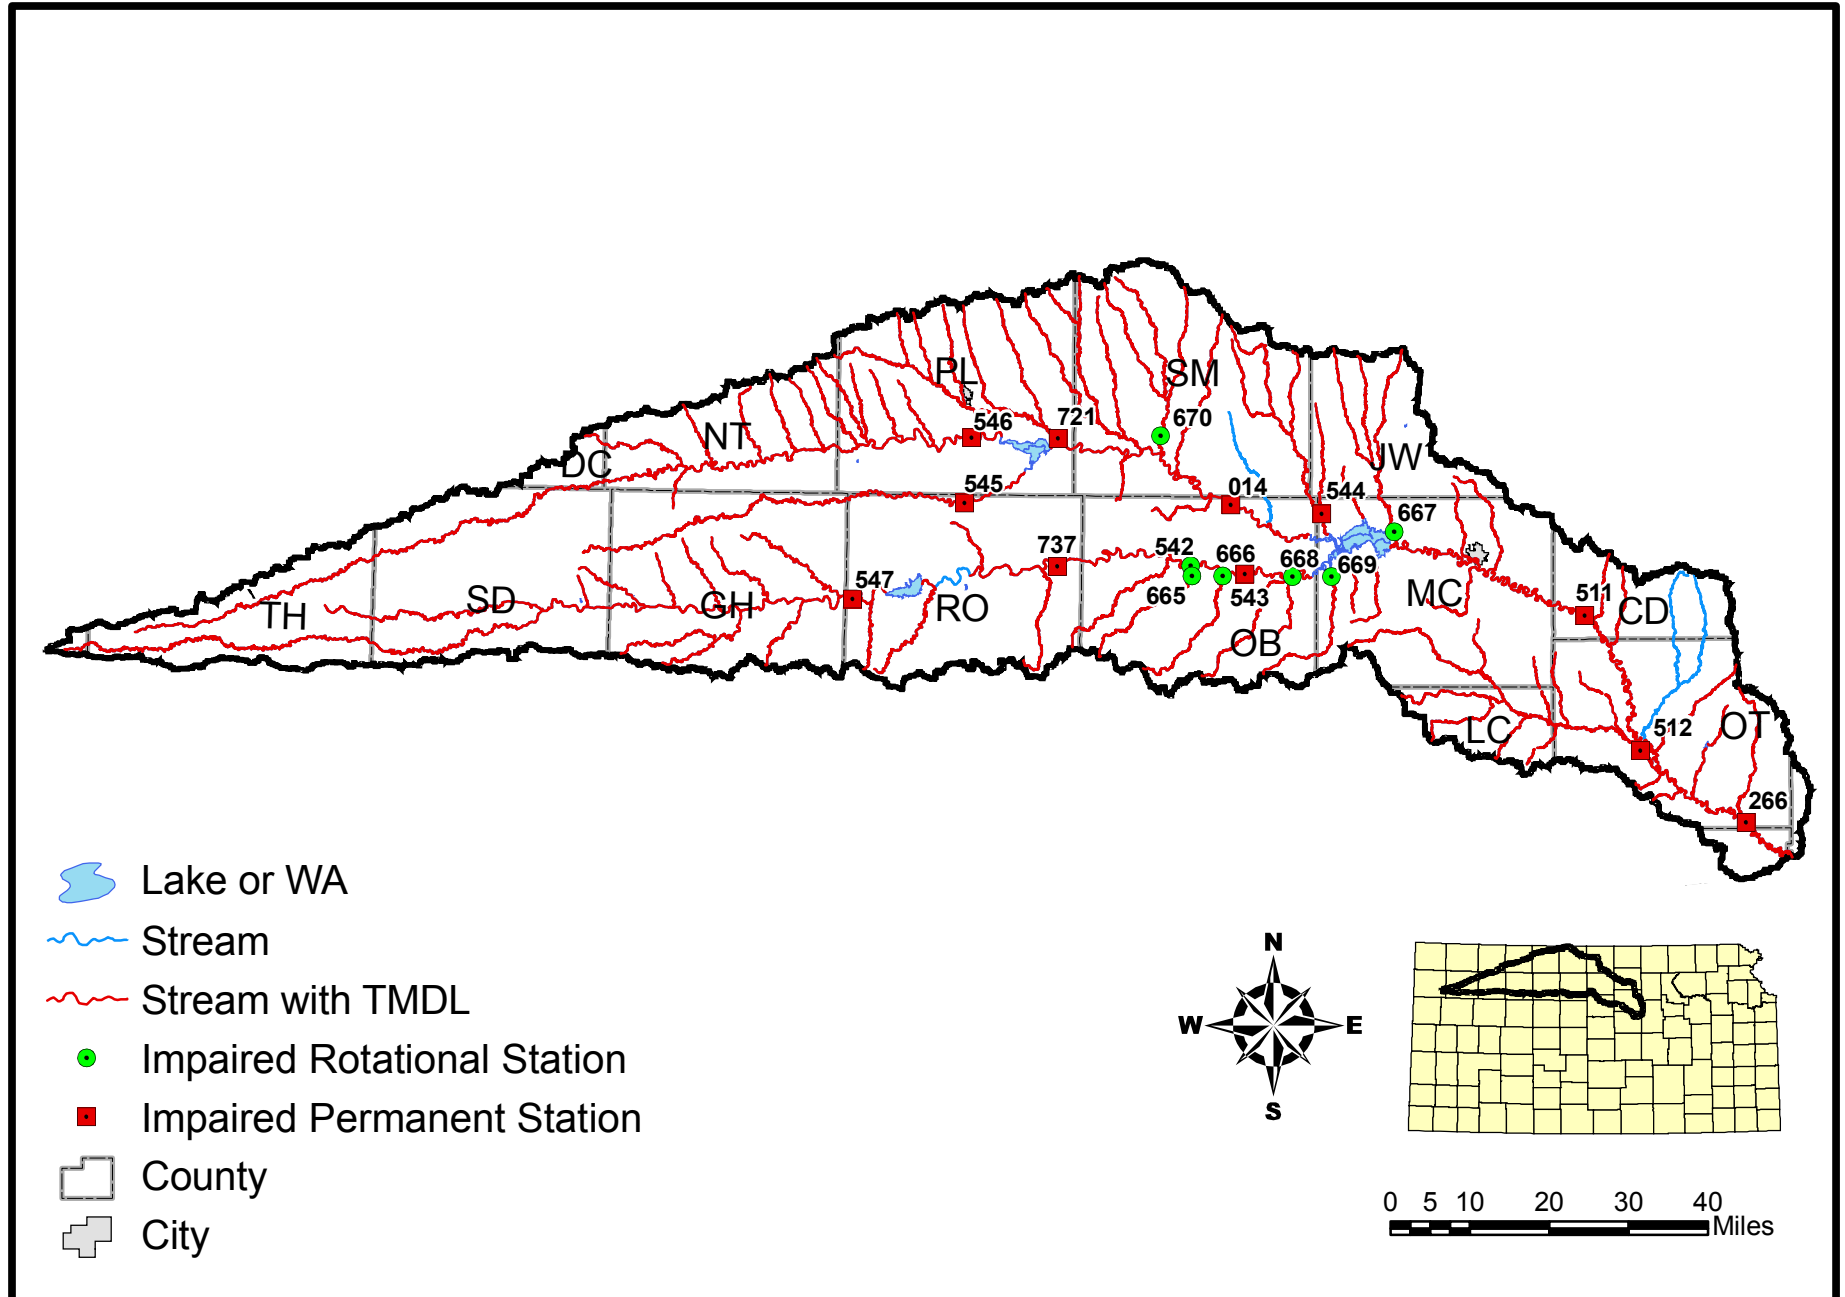 PL
SM
546
721
670
NT
DC
JW
545
014
544
667
737
542
666
668
669
547
665
543
TH
SD
GH
RO
OB
MC
511
CD
LC
512
OT
266
Lake or WA
Stream
Stream with TMDL
Impaired Rotational Station
Impaired Permanent Station
County
City
N
W E
S
0 5 10 20 30 40
Miles